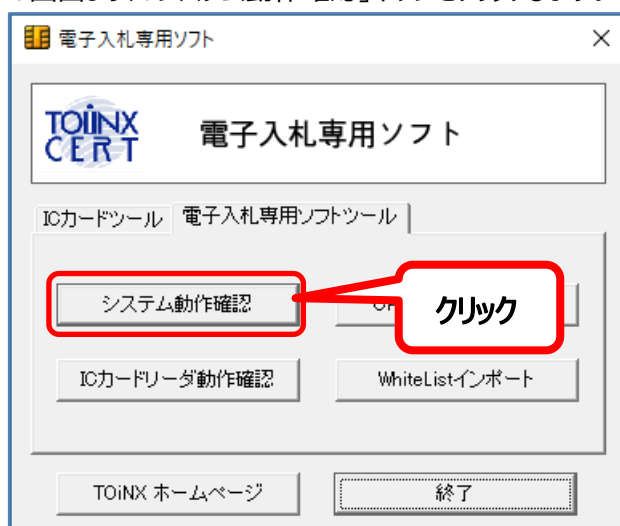 電子入札専用ソフト
TOiNX
CERT
電子入札専用ソフト
ICカードツール 電子入札専用ソフトツール
システム動作確認
クリック
ICカードリーダ動作確認 WhiteListインポート
TOiNX ホームページ 終了